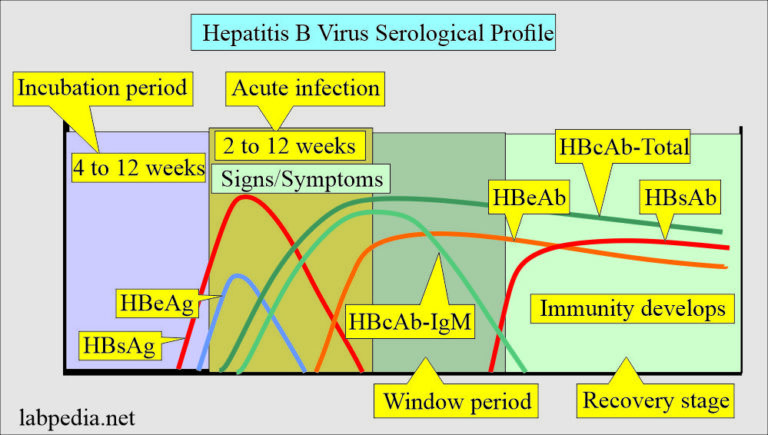 Hepatitis B Virus Serological Profile
Incubation period
Acute infection
4 to 12 weeks
2 to 12 weeks
Signs/Symptoms
HBcAb-Total
HBeAb
HBsAb
HBeAg
HBsAg
HBcAb-IgM
Immunity develops
Window period
Recovery stage
labpedia.net